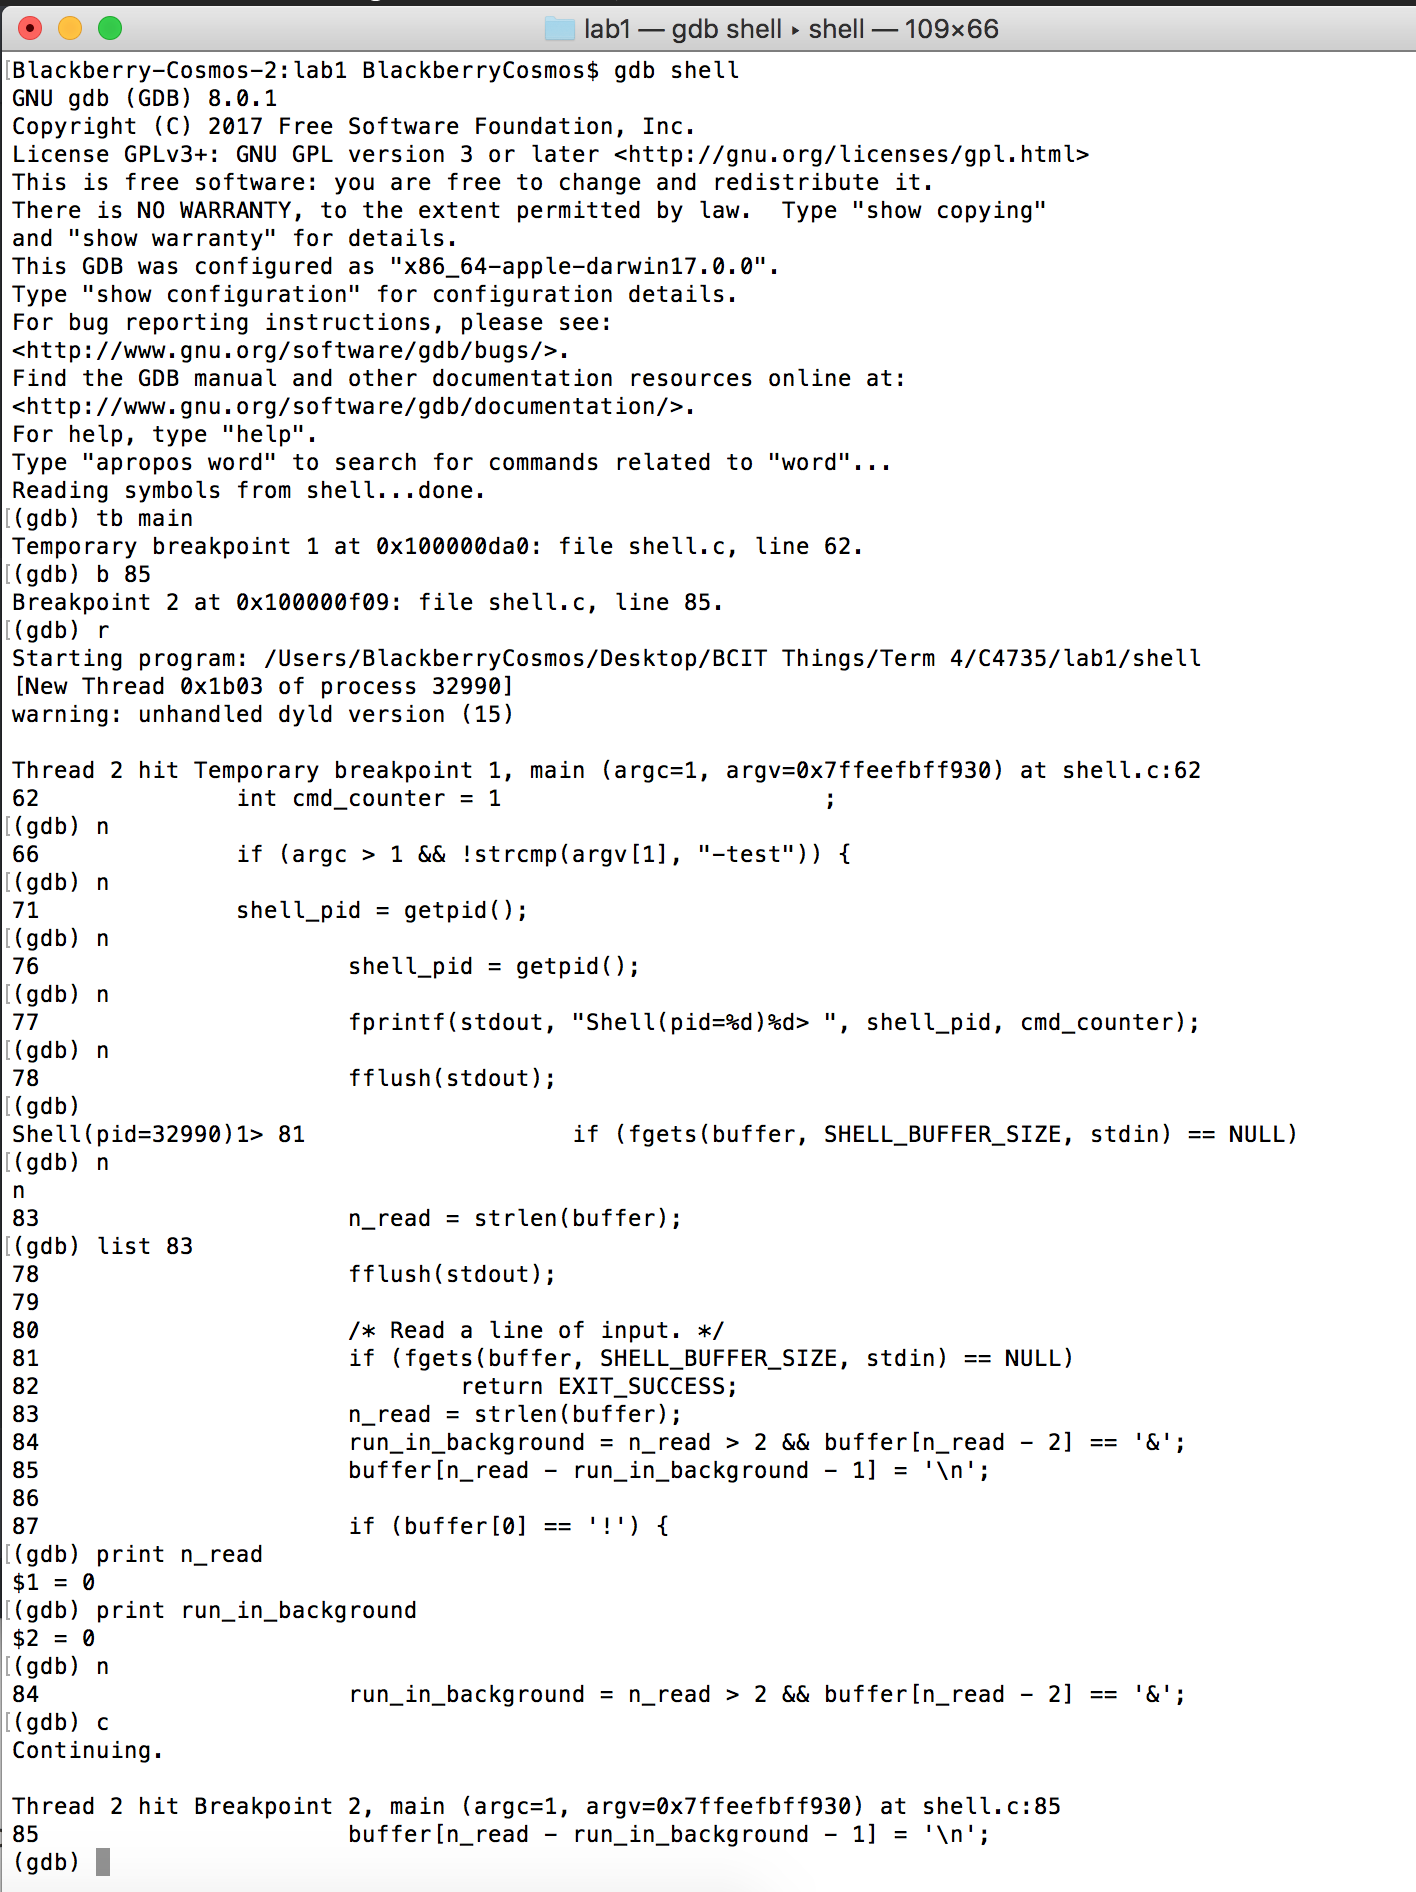 lab1 — gdb shell ▸ shell — 109×66
[Blackberry-Cosmos-2:lab1 BlackberryCosmos$ gdb shell
GNU gdb (GDB) 8.0.1
Copyright (C) 2017 Free Software Foundation, Inc.
License GPLv3+: GNU GPL version 3 or later <http://gnu.org/licenses/gpl.html>
This is free software: you are free to change and redistribute it.
There is NO WARRANTY, to the extent permitted by law.  Type "show copying"
and "show warranty" for details.
This GDB was configured as "x86_64-apple-darwin17.0.0".
Type "show configuration" for configuration details.
For bug reporting instructions, please see:
<http://www.gnu.org/software/gdb/bugs/>.
Find the GDB manual and other documentation resources online at:
<http://www.gnu.org/software/gdb/documentation/>.
For help, type "help".
Type "apropos word" to search for commands related to "word"...
Reading symbols from shell...done.
[(gdb) tb main
Temporary breakpoint 1 at 0x100000da0: file shell.c, line 62.
[(gdb) b 85
Breakpoint 2 at 0x100000f09: file shell.c, line 85.
[(gdb) r
Starting program: /Users/BlackberryCosmos/Desktop/BCIT Things/Term 4/C4735/lab1/shell
[New Thread 0x1b03 of process 32990]
warning: unhandled dyld version (15)
Thread 2 hit Temporary breakpoint 1, main (argc=1, argv=0x7ffeefbff930) at shell.c:62
62              int cmd_counter = 1                       ;
[(gdb) n
66              if (argc > 1 && !strcmp(argv[1], "-test")) {
[(gdb) n
71              shell_pid = getpid();
[(gdb) n
76                      shell_pid = getpid();
[(gdb) n
77                      fprintf(stdout, "Shell(pid=%d)%d> ", shell_pid, cmd_counter);
[(gdb) n
78                      fflush(stdout);
[(gdb)
Shell(pid=32990)1> 81                   if (fgets(buffer, SHELL_BUFFER_SIZE, stdin) == NULL)
[(gdb) n
n
83                      n_read = strlen(buffer);
[(gdb) list 83
78                      fflush(stdout);
79
80                      /* Read a line of input. */
81                      if (fgets(buffer, SHELL_BUFFER_SIZE, stdin) == NULL)
82                              return EXIT_SUCCESS;
83                      n_read = strlen(buffer);
84                      run_in_background = n_read > 2 && buffer[n_read - 2] == '&';
85                      buffer[n_read - run_in_background - 1] = '\n';
86
87                      if (buffer[0] == '!') {
[(gdb) print n_read
$1 = 0
[(gdb) print run_in_background
$2 = 0
[(gdb) n
84                      run_in_background = n_read > 2 && buffer[n_read - 2] == '&';
[(gdb) c
Continuing.
Thread 2 hit Breakpoint 2, main (argc=1, argv=0x7ffeefbff930) at shell.c:85
85                      buffer[n_read - run_in_background - 1] = '\n';
(gdb)